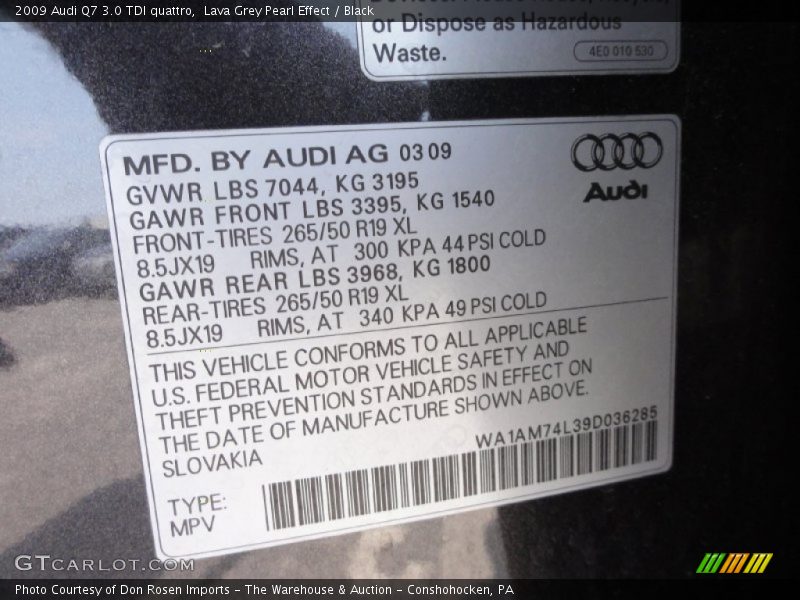 2009 Audi Q7 3.0 TDI quattro,  Lava Grey Pearl Effect / Black
or Dispose as Hazardous
Waste.
4E0 010 530
MFD. BY AUDI AG 03 09
GVWR LBS 7044, KG 3195
GAWR FRONT LBS 3395, KG 1540
FRONT-TIRES 265/50 R19 XL
8.5JX19 RIMS, AT 300 KPA 44 PSI COLD
GAWR REAR LBS 3968, KG 1800
REAR-TIRES 265/50 R19 XL
8.5JX19 RIMS, AT 340 KPA 49 PSI COLD
Audi
THIS VEHICLE CONFORMS TO ALL APPLICABLE
U.S. FEDERAL MOTOR VEHICLE SAFETY AND
THEFT PREVENTION STANDARDS IN EFFECT ON
THE DATE OF MANUFACTURE SHOWN ABOVE.
SLOVAKIA
WA1AM74L39D036285
TYPE:
MPV
GTCARLOT.COM
Photo Courtesy of Don Rosen Imports – The Warehouse & Auction – Conshohocken, PA